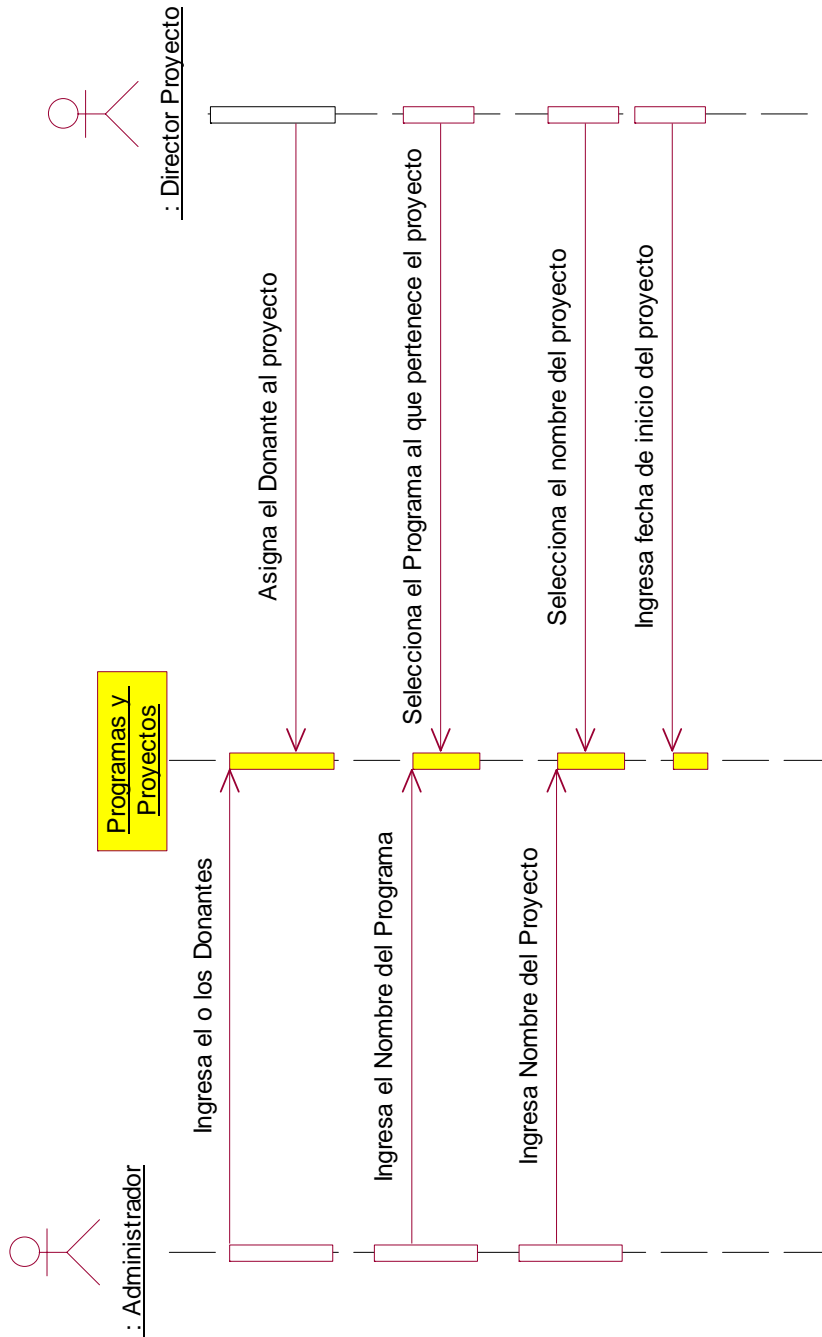 : Administrador
Programas y
Proyectos
: Director Proyecto
Ingresa el o los Donantes
Asigna el Donante al proyecto
Ingresa el Nombre del Programa
Selecciona el Programa al que pertenece el proyecto
Ingresa Nombre del Proyecto
Selecciona el nombre del proyecto
Ingresa fecha de inicio del proyecto